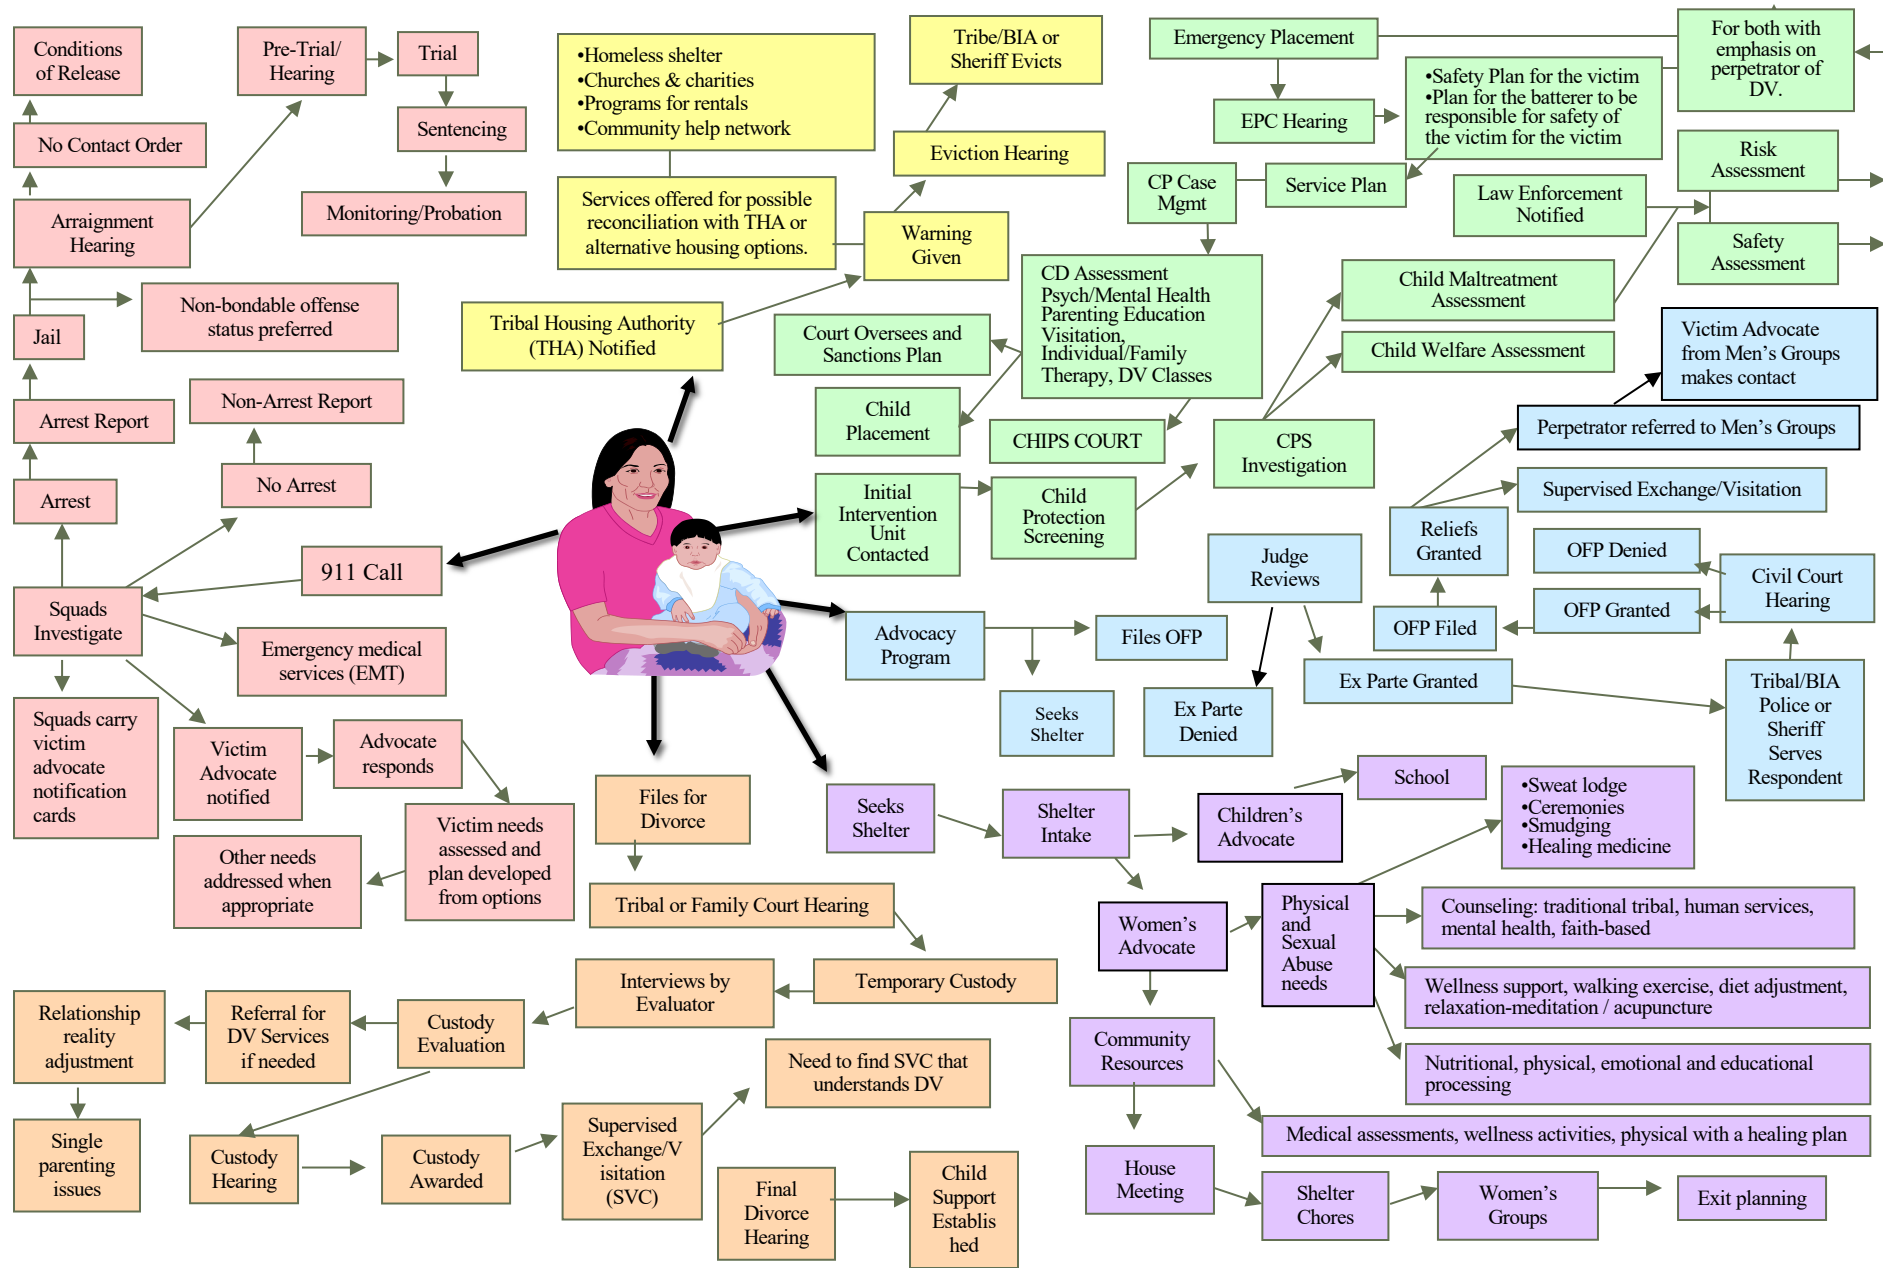 Conditions
of Release
No Contact Order
Arraignment
Hearing
Non-bondable offense
status preferred
Jail
Arrest Report
Arrest
Pre-Trial/
Hearing
Trial
Sentencing
Monitoring/Probation
Non-Arrest Report
No Arrest
911 Call
Squads
Investigate
Emergency medical
services (EMT)
Squads carry
victim
advocate
notification
cards
Victim
Advocate
notified
Advocate
responds
Victim needs
assessed and
plan developed
from options
Other needs
addressed when
appropriate
•Homeless shelter
•Churches & charities
•Programs for rentals
•Community help network
Services offered for possible
reconciliation with THA or
alternative housing options.
Tribe/BIA or
Sheriff Evicts
Eviction Hearing
Warning
Given
Tribal Housing Authority
(THA) Notified
Emergency Placement
EPC Hearing
•Safety Plan for the victim
•Plan for the batterer to be
responsible for safety of
the victim for the victim
For both with
emphasis on
perpetrator of
DV.
Risk
Assessment
Safety
Assessment
Law Enforcement
Notified
CP Case
Mgmt
Service Plan
CD Assessment
Psych/Mental Health
Parenting Education
Visitation,
Individual/Family
Therapy, DV Classes
Court Oversees and
Sanctions Plan
Child
Placement
CHIPS COURT
Child Maltreatment
Assessment
Child Welfare Assessment
CPS
Investigation
Initial
Intervention
Unit
Contacted
Child
Protection
Screening
Victim Advocate
from Men’s Groups
makes contact
Perpetrator referred to Men’s Groups
Supervised Exchange/Visitation
Reliefs
Granted
OFP Denied
OFP Granted
Civil Court
Hearing
OFP Filed
Judge
Reviews
Ex Parte Granted
Ex Parte
Denied
Tribal/BIA
Police or
Sheriff
Serves
Respondent
Advocacy
Program
Files OFP
Seeks
Shelter
Files for
Divorce
Tribal or Family Court Hearing
Temporary Custody
Interviews by
Evaluator
Custody
Evaluation
Referral for
DV Services
if needed
Relationship
reality
adjustment
Single
parenting
issues
Custody
Hearing
Custody
Awarded
Supervised
Exchange/V
isitation
(SVC)
Need to find SVC that
understands DV
Final
Divorce
Hearing
Child
Support
Establis
hed
Seeks
Shelter
Shelter
Intake
Children’s
Advocate
School
Women’s
Advocate
Physical
and
Sexual
Abuse
needs
•Sweat lodge
•Ceremonies
•Smudging
•Healing medicine
Counseling: traditional tribal, human services,
mental health, faith-based
Wellness support, walking exercise, diet adjustment,
relaxation-meditation / acupuncture
Nutritional, physical, emotional and educational
processing
Community
Resources
Medical assessments, wellness activities, physical with a healing plan
House
Meeting
Shelter
Chores
Women’s
Groups
Exit planning